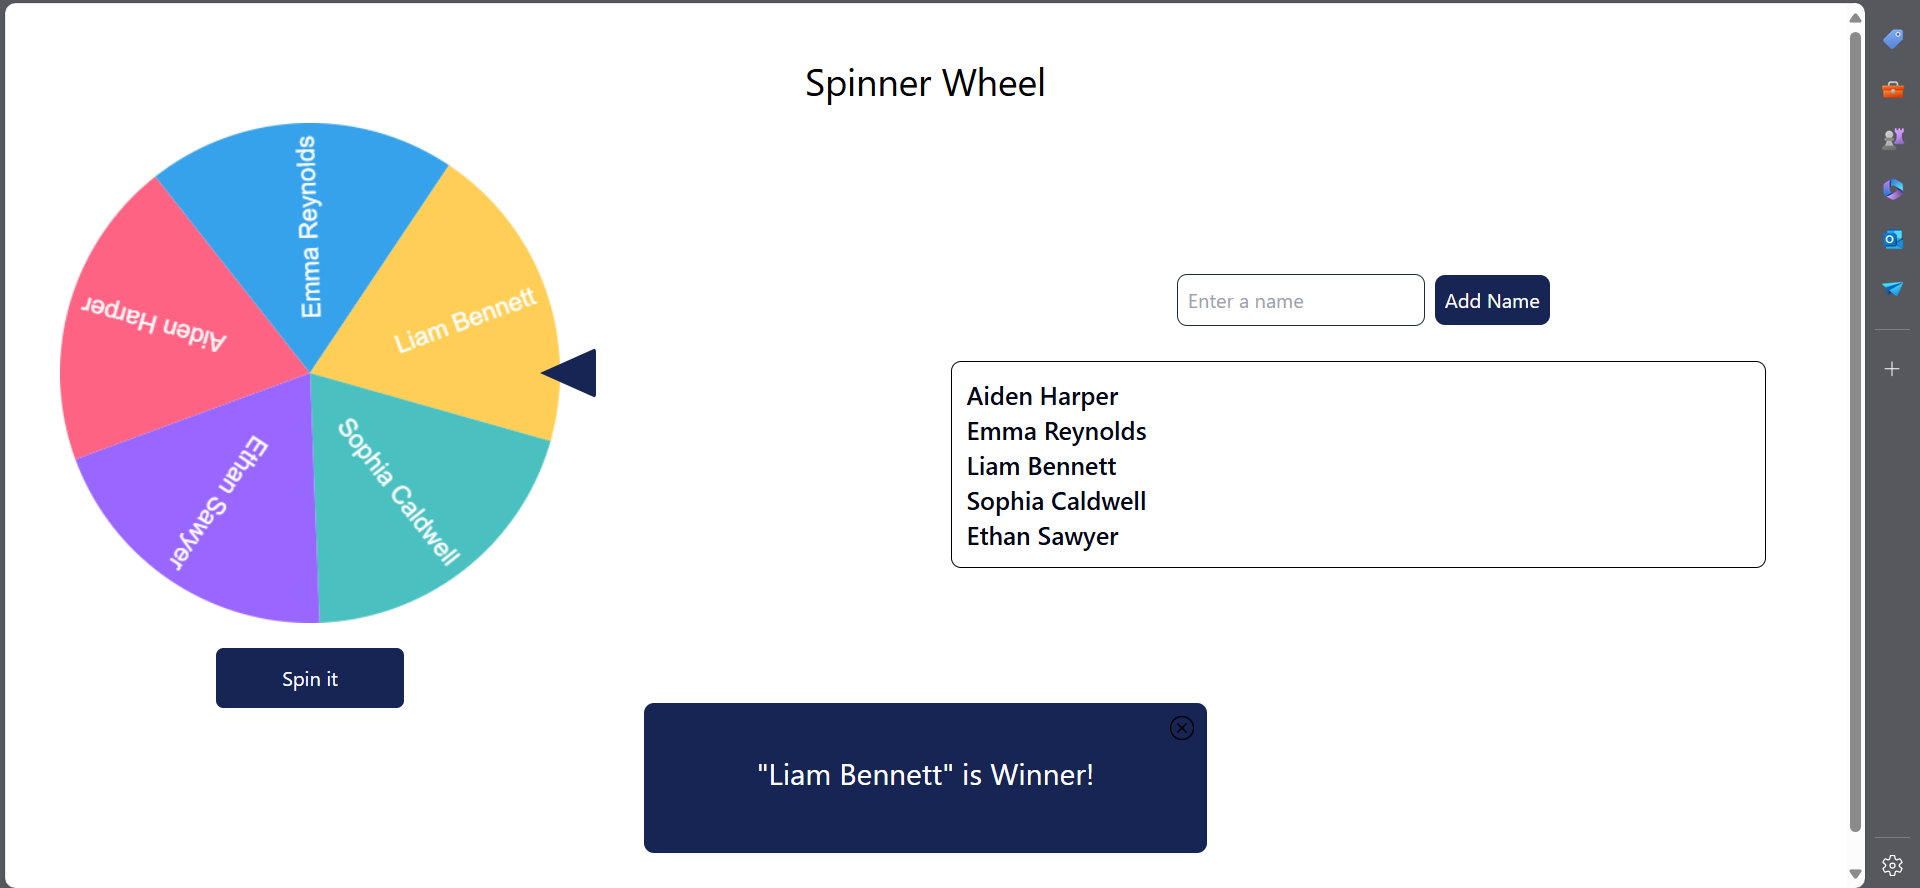 Spinner Wheel
Emma Reynolds
Liam Bennett
Aiden Harper
Sophia Caldwell
Ethan Sawyer
Spin it
Enter a name
Add Name
Aiden Harper
Emma Reynolds
Liam Bennett
Sophia Caldwell
Ethan Sawyer
"Liam Bennett" is Winner!